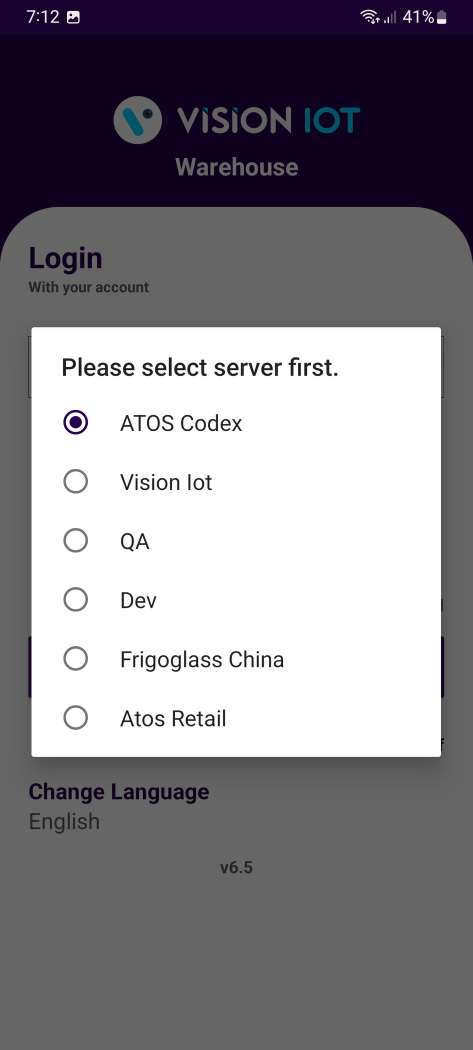 7:12
41%
VISION IOT
Warehouse
Login
With your account
Please select server first.
ATOS Codex
Vision Iot
QA
Dev
Frigoglass China
Atos Retail
Change Language
English
v6.5